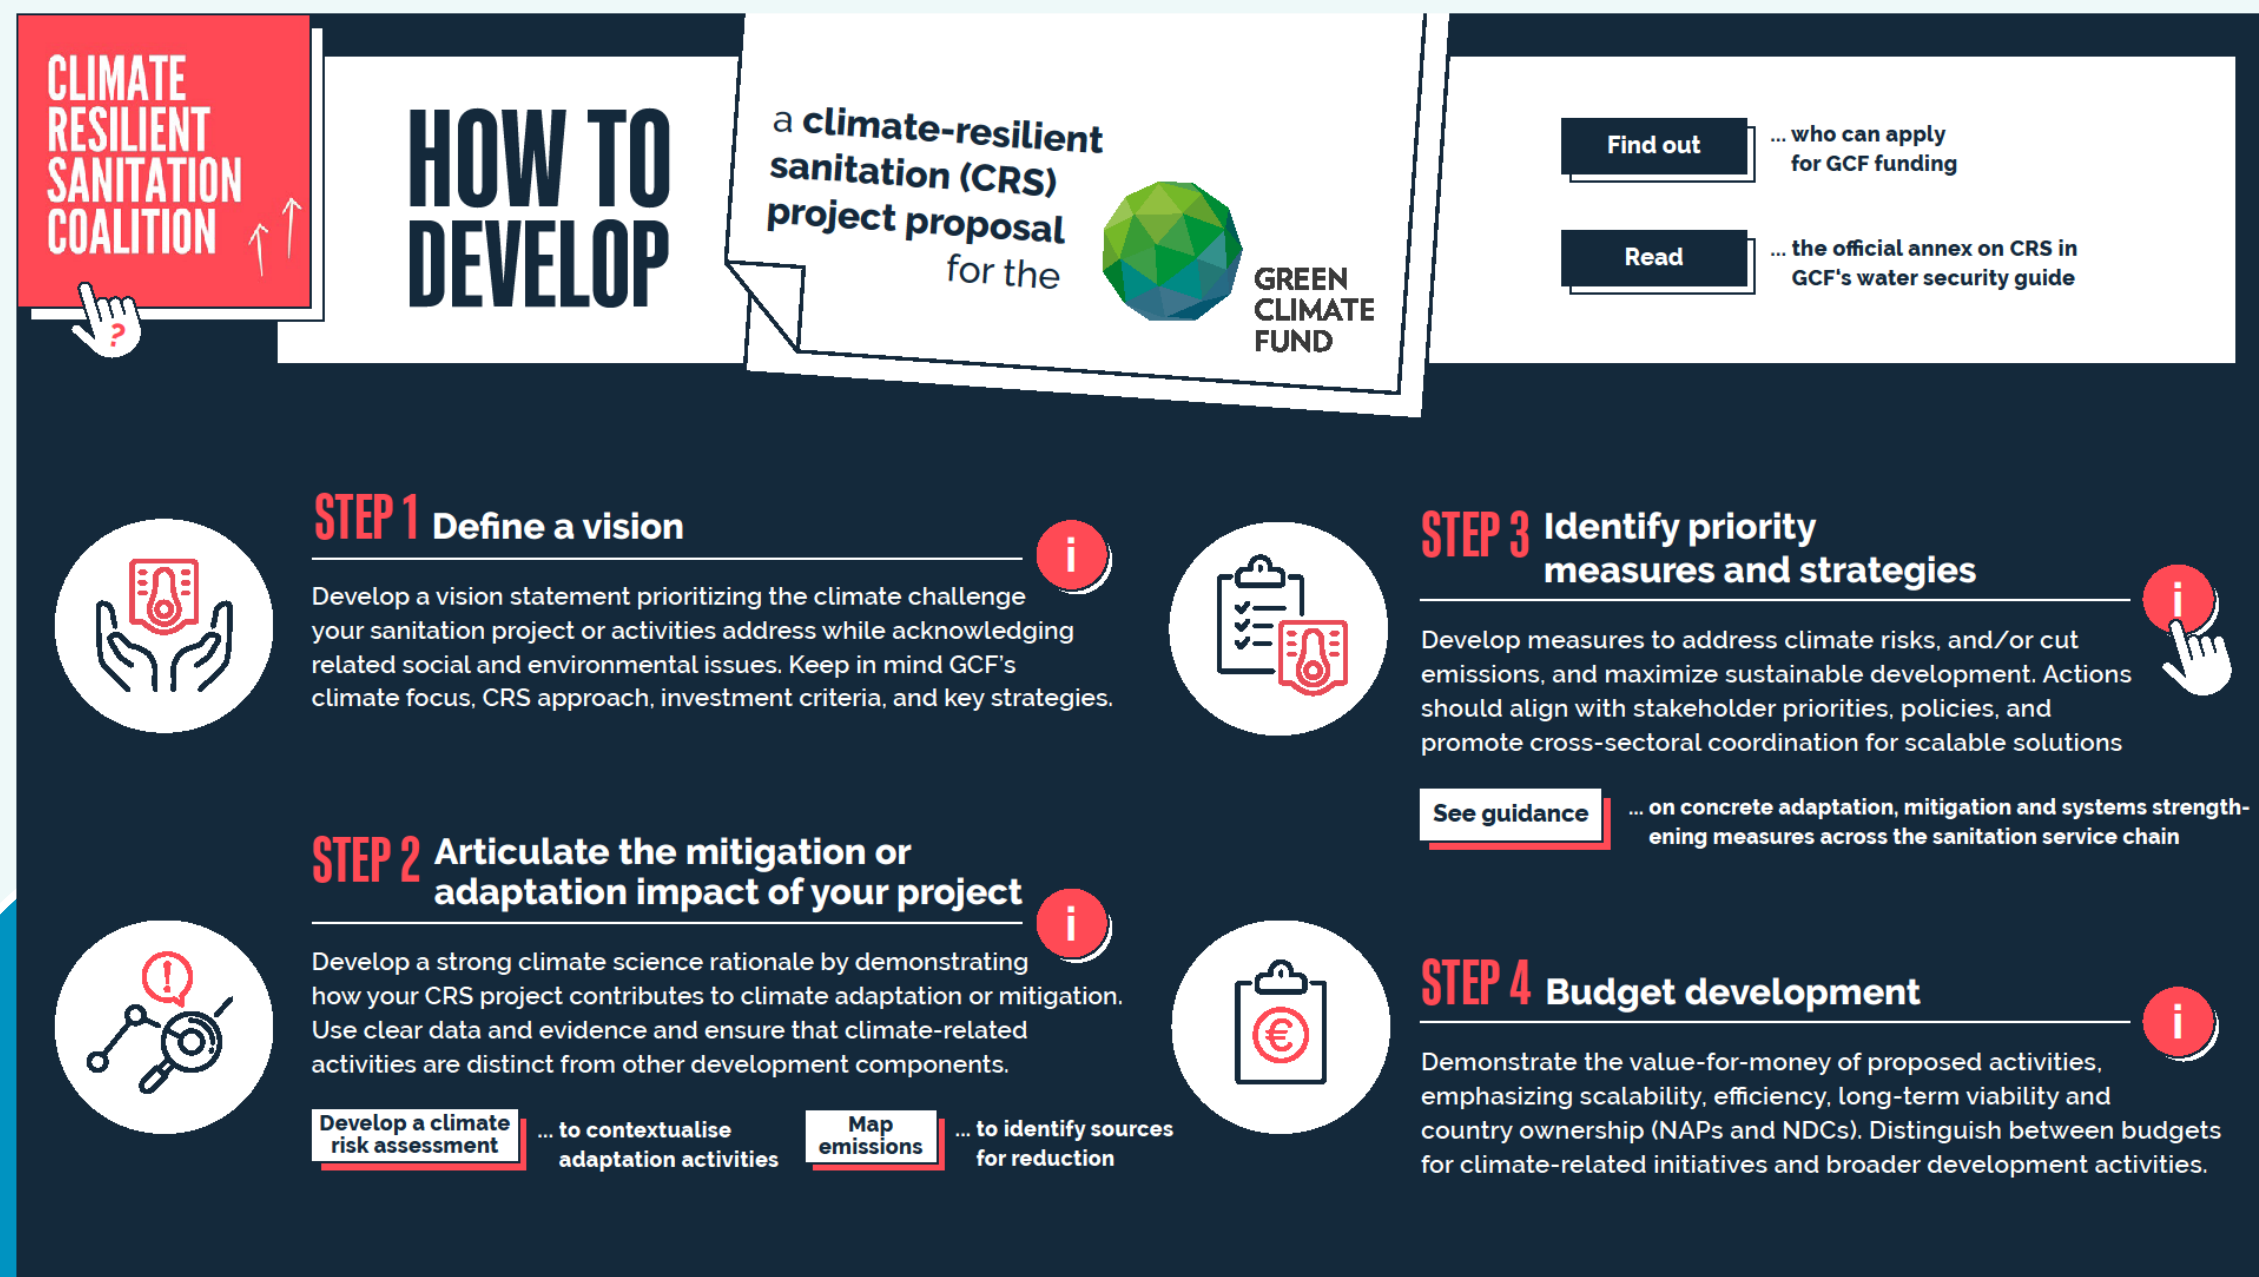 CLIMATE
RESILIENT
SANITATION
COALITION
?
HOW TO
DEVELOP
a climate-resilient
sanitation (CRS)
project proposal
for the
GREEN
CLIMATE
FUND
Find out
... who can apply
for GCF funding
Read
... the official annex on CRS in
GCF's water security guide
STEP 1 Define a vision
i
Develop a vision statement prioritizing the climate challenge
your sanitation project or activities address while acknowledging
related social and environmental issues. Keep in mind GCF's
climate focus, CRS approach, investment criteria, and key strategies.
STEP 2 Articulate the mitigation or
adaptation impact of your project
i
!
Develop a strong climate science rationale by demonstrating
how your CRS project contributes to climate adaptation or mitigation.
Use clear data and evidence and ensure that climate-related
activities are distinct from other development components.
Develop a climate
risk assessment
... to contextualise
adaptation activities
Map
emissions
... to identify sources
for reduction
STEP 3 Identify priority
measures and strategies
i
Develop measures to address climate risks, and/or cut
emissions, and maximize sustainable development. Actions
should align with stakeholder priorities, policies, and
promote cross-sectoral coordination for scalable solutions
See guidance
... on concrete adaptation, mitigation and systems strength-
ening measures across the sanitation service chain
STEP 4 Budget development
i
€
Demonstrate the value-for-money of proposed activities,
emphasizing scalability, efficiency, long-term viability and
country ownership (NAPs and NDCs). Distinguish between budgets
for climate-related initiatives and broader development activities.